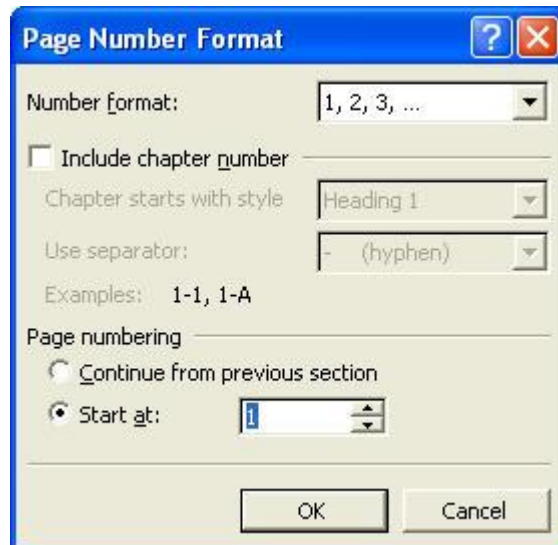 Page Number Format
Number format: 1, 2, 3, ...
Include chapter number
Chapter starts with style Heading 1
Use separator: - (hyphen)
Examples: 1-1, 1-A
Page numbering
Continue from previous section
Start at: 1
OK Cancel